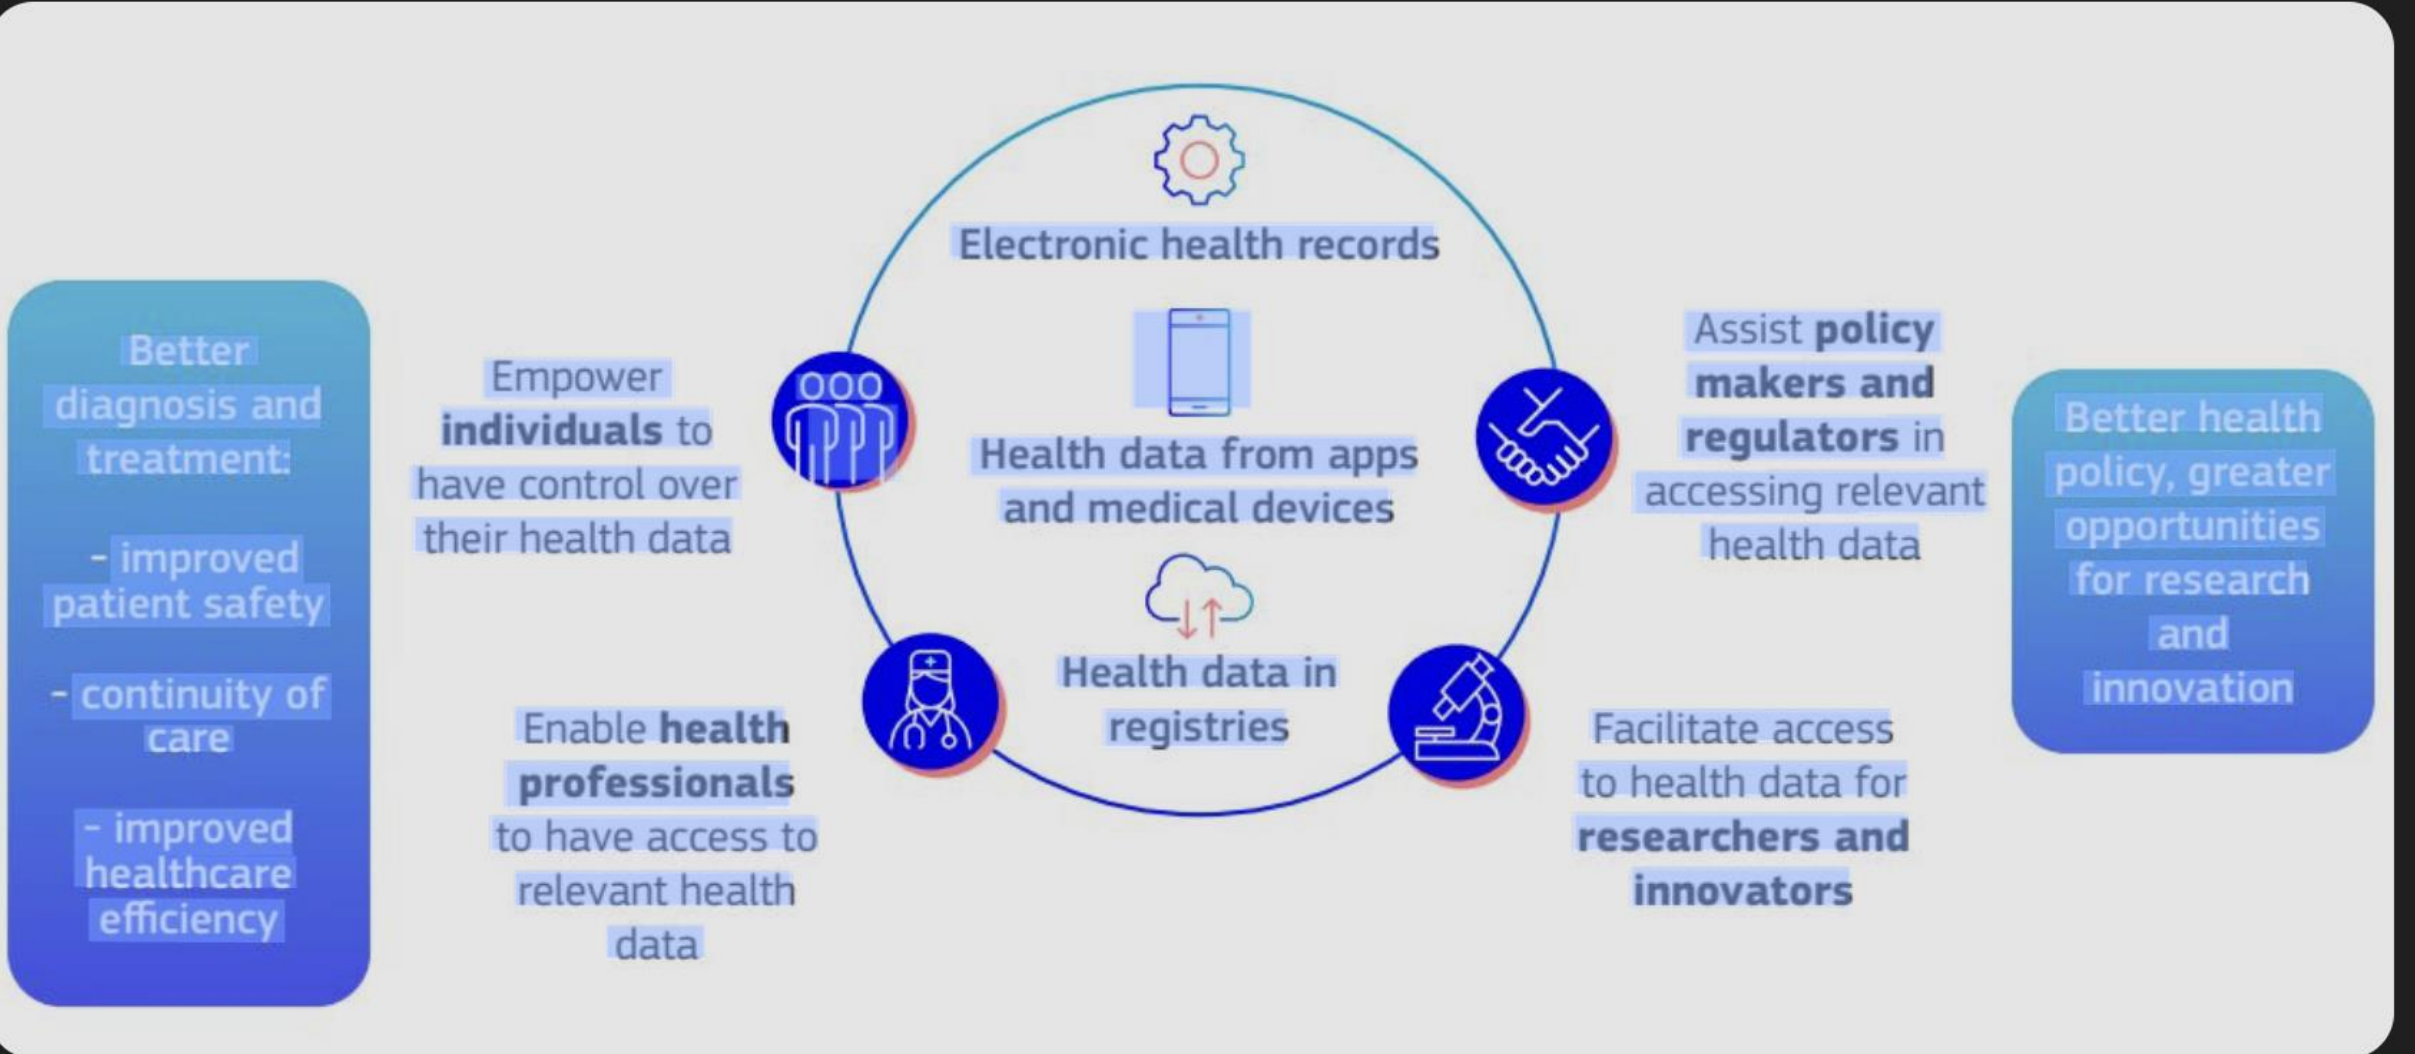 Better
diagnosis and
treatment:
- improved
patient safety
- continuity of
care
- improved
healthcare
efficiency
Empower
individuals to
have control over
their health data
Enable health
professionals
to have access to
relevant health
data
Electronic health records
Health data from apps
and medical devices
Health data in
registries
Assist policy
makers and
regulators in
accessing relevant
health data
Facilitate access
to health data for
researchers and
innovators
Better health
policy, greater
opportunities
for research
and
innovation